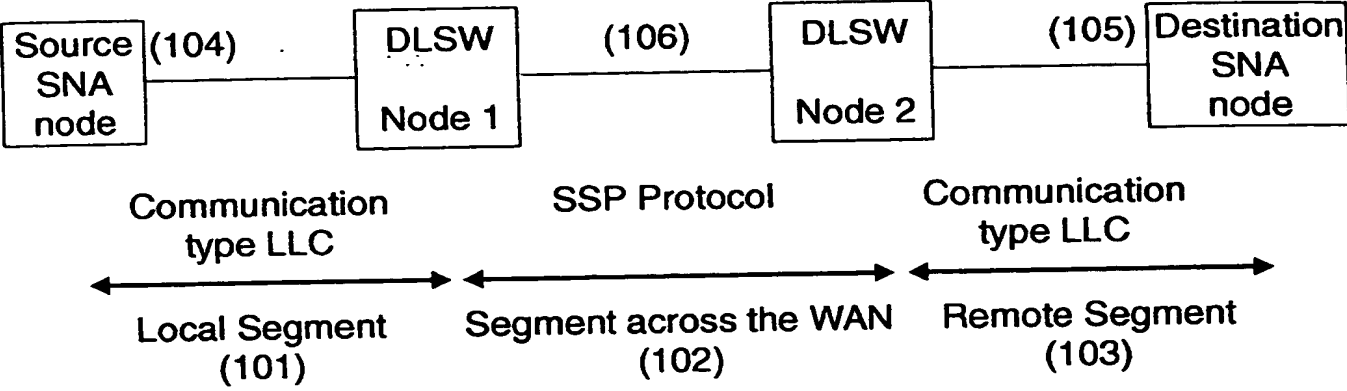 Source
SNA
node
(104)
DLSW
Node 1
(106)
DLSW
Node 2
(105)
Destination
SNA
node
Communication
type LLC
SSP Protocol
Communication
type LLC
Local Segment
(101)
Segment across the WAN
(102)
Remote Segment
(103)